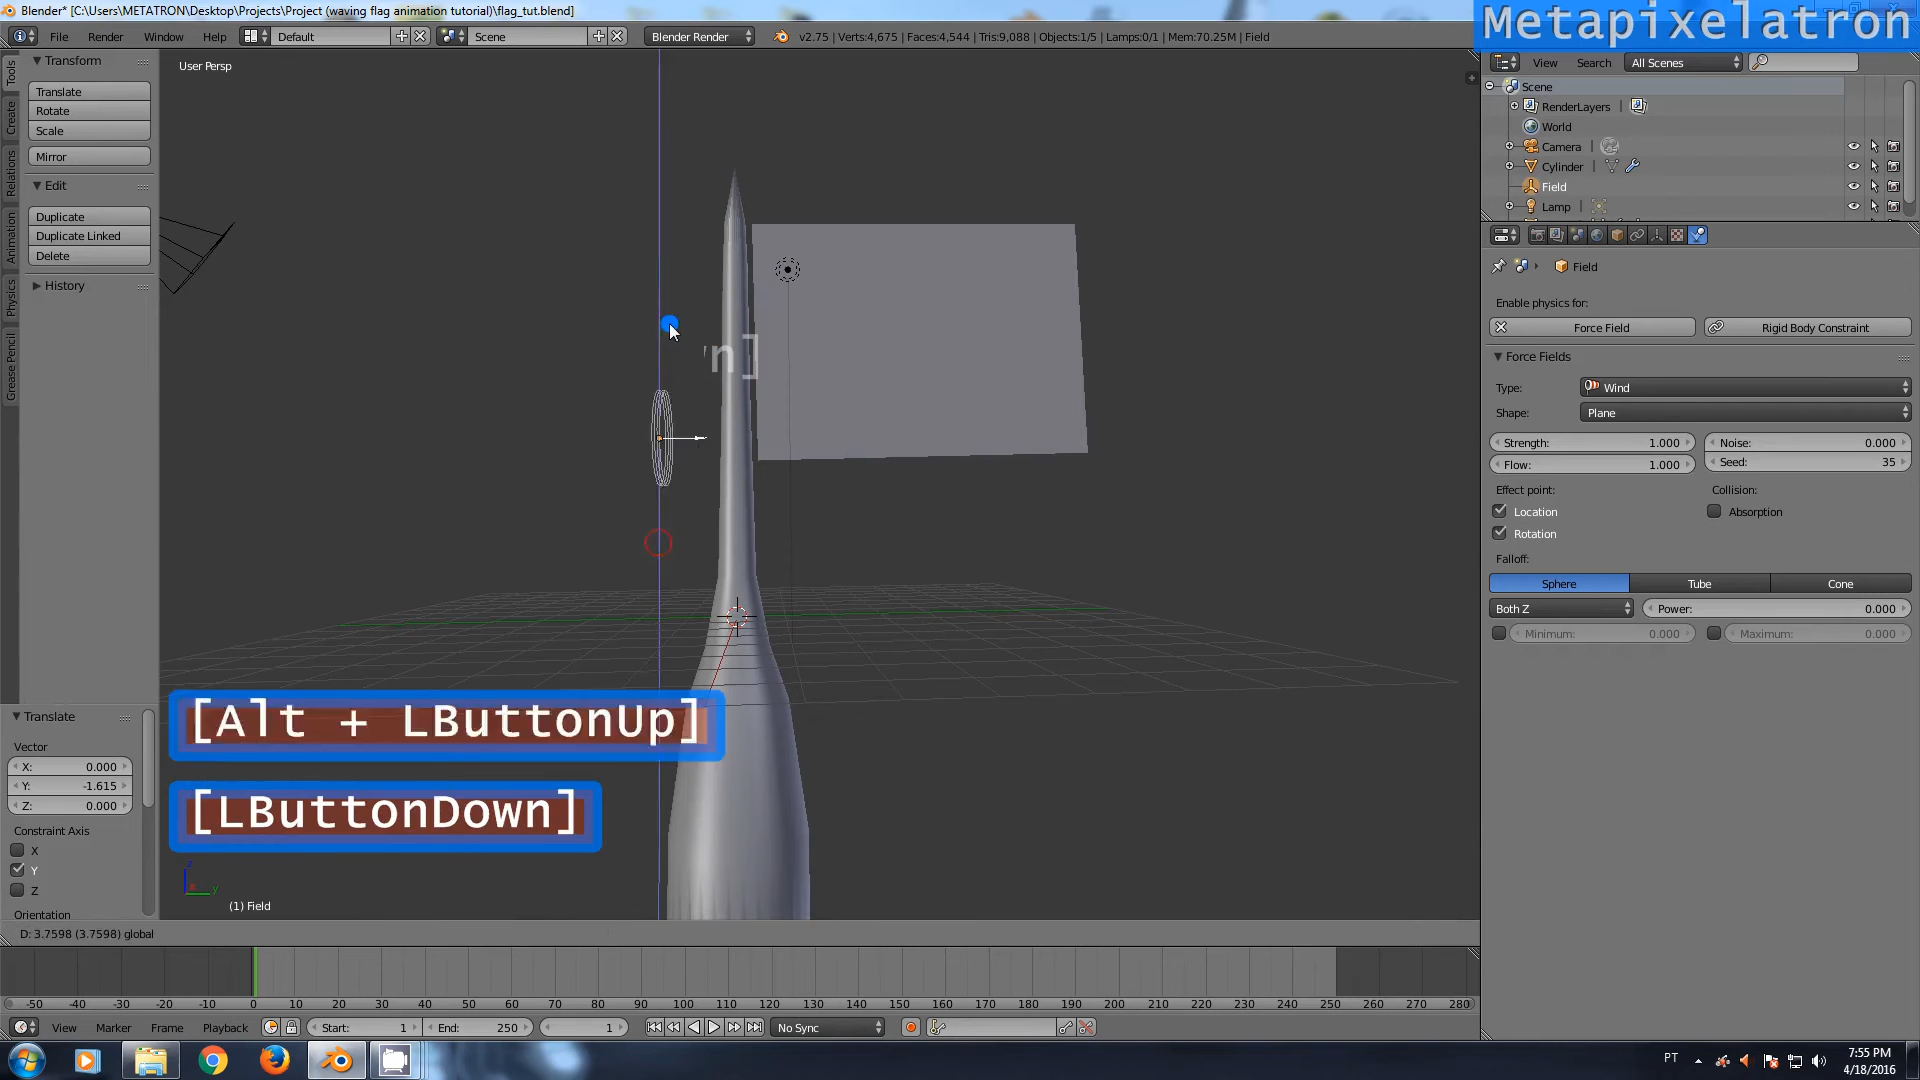 Blender* [C:\Users\METATRON\Desktop\Projects\Project (waving flag animation tutorial)\flag_tut.blend]
Metapixelatron
File Render Window Help Default Scene Blender Render v2.75 | Verts:4,675 | Faces:4,544 | Tris:9,088 | Objects:1/5 | Lamps:0/1 | Mem:70.25M | Field
Tools
Create
Relations
Animation
Physics
Grease Pencil
Transform
Translate
Rotate
Scale
Mirror
Edit
Duplicate
Duplicate Linked
Delete
History
User Persp
n]
[Alt + LButtonUp]
[LButtonDown]
Translate
Vector
X: 0.000
Y: -1.615
Z: 0.000
Constraint Axis
X
Y
Z
Orientation
z
y
(1) Field
D: 3.7598 (3.7598) global
View Search All Scenes
Scene
RenderLayers
World
Camera
Cylinder
Field
Lamp
Field
Enable physics for:
Force Field Rigid Body Constraint
Force Fields
Type: Wind
Shape: Plane
Strength: 1.000 Noise: 0.000
Flow: 1.000 Seed: 35
Effect point: Collision:
Location Absorption
Rotation
Falloff:
Sphere Tube Cone
Both Z Power: 0.000
Minimum: 0.000 Maximum: 0.000
-50 -40 -30 -20 -10 0 10 20 30 40 50 60 70 80 90 100 110 120 130 140 150 160 170 180 190 200 210 220 230 240 250 260 270 280
View Marker Frame Playback Start: 1 End: 250 1 No Sync
PT 7:55 PM
4/18/2016